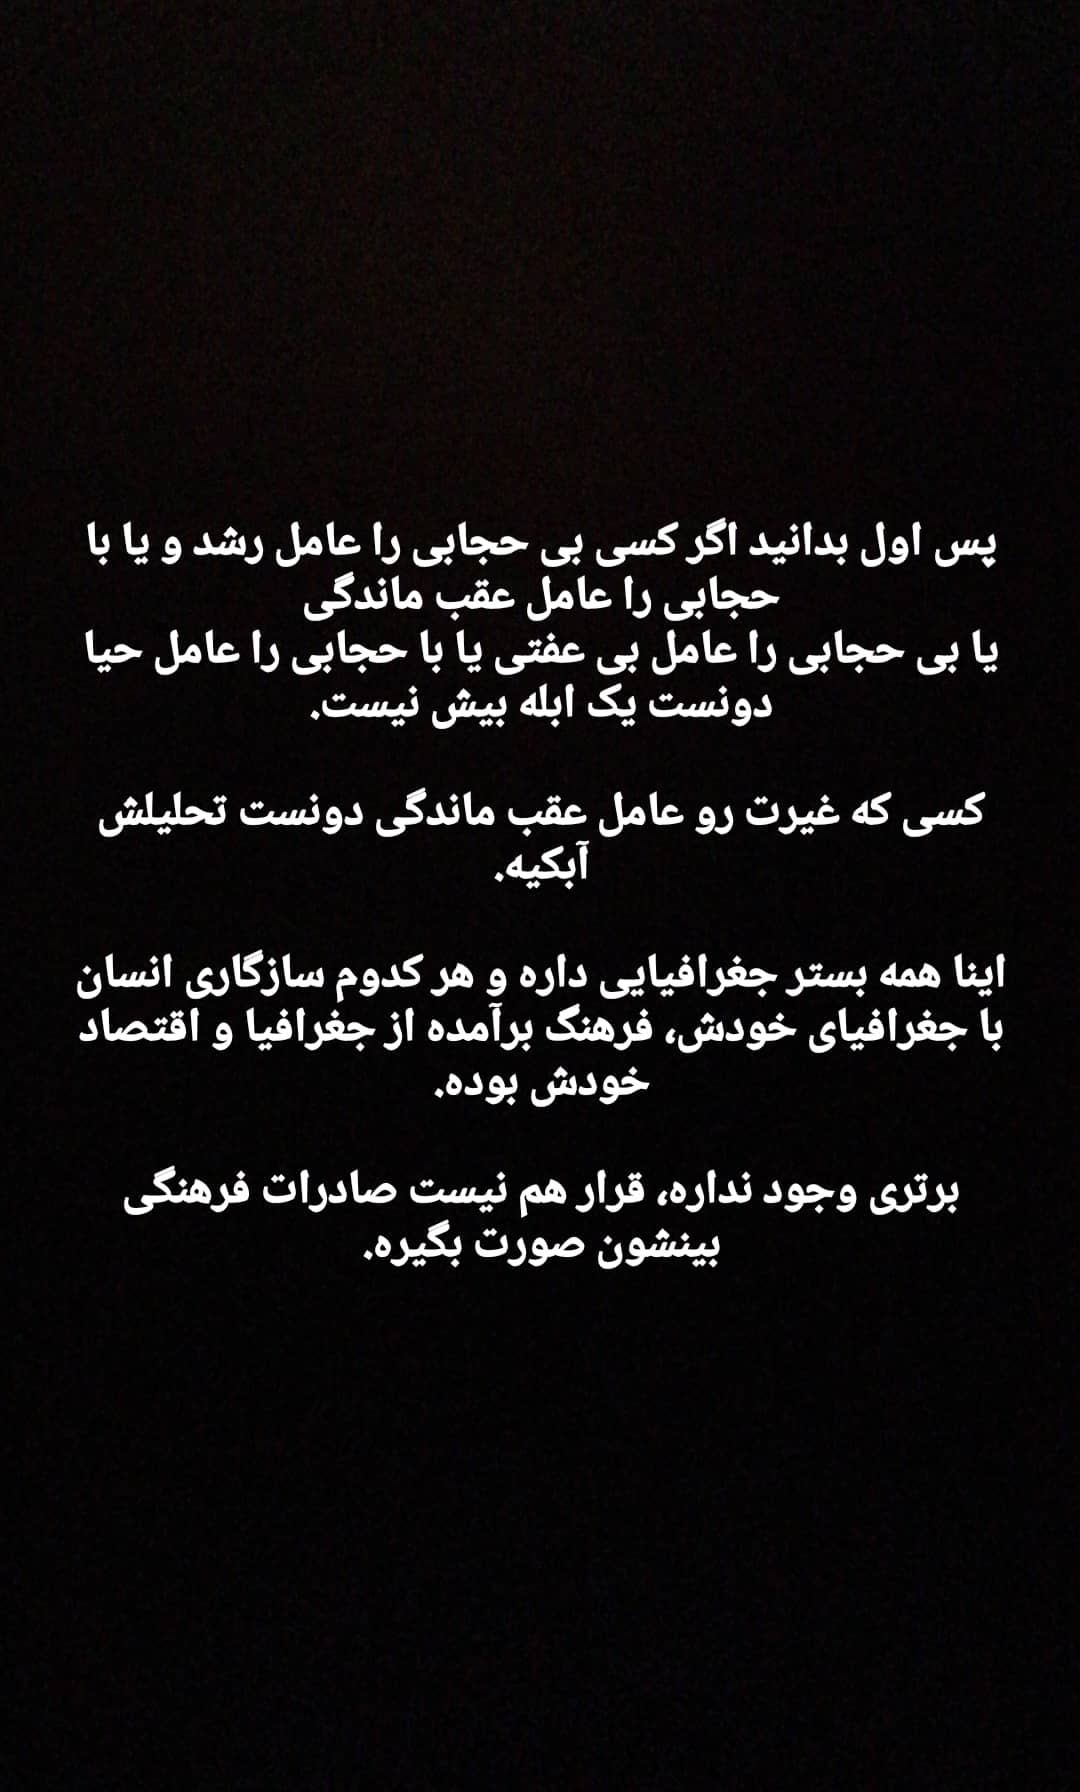 پس اول بدانید اگر کسی بی حجابی را عامل رشد و یا با
حجابی را عامل عقب ماندگی
یا بی حجابی را عامل بی عفتی یا با حجابی را عامل حیا
دونست یک ابله بیش نیست.
کسی که غیرت رو عامل عقب ماندگی دونست تحلیلش
آبکیه.
اینا همه بستر جغرافیایی داره و هر کدوم سازگاری انسان
با جغرافیای خودش، فرهنگ برآمده از جغرافیا و اقتصاد
خودش بوده.
برتری وجود نداره، قرار هم نیست صادرات فرهنگی
بینشون صورت بگیره.